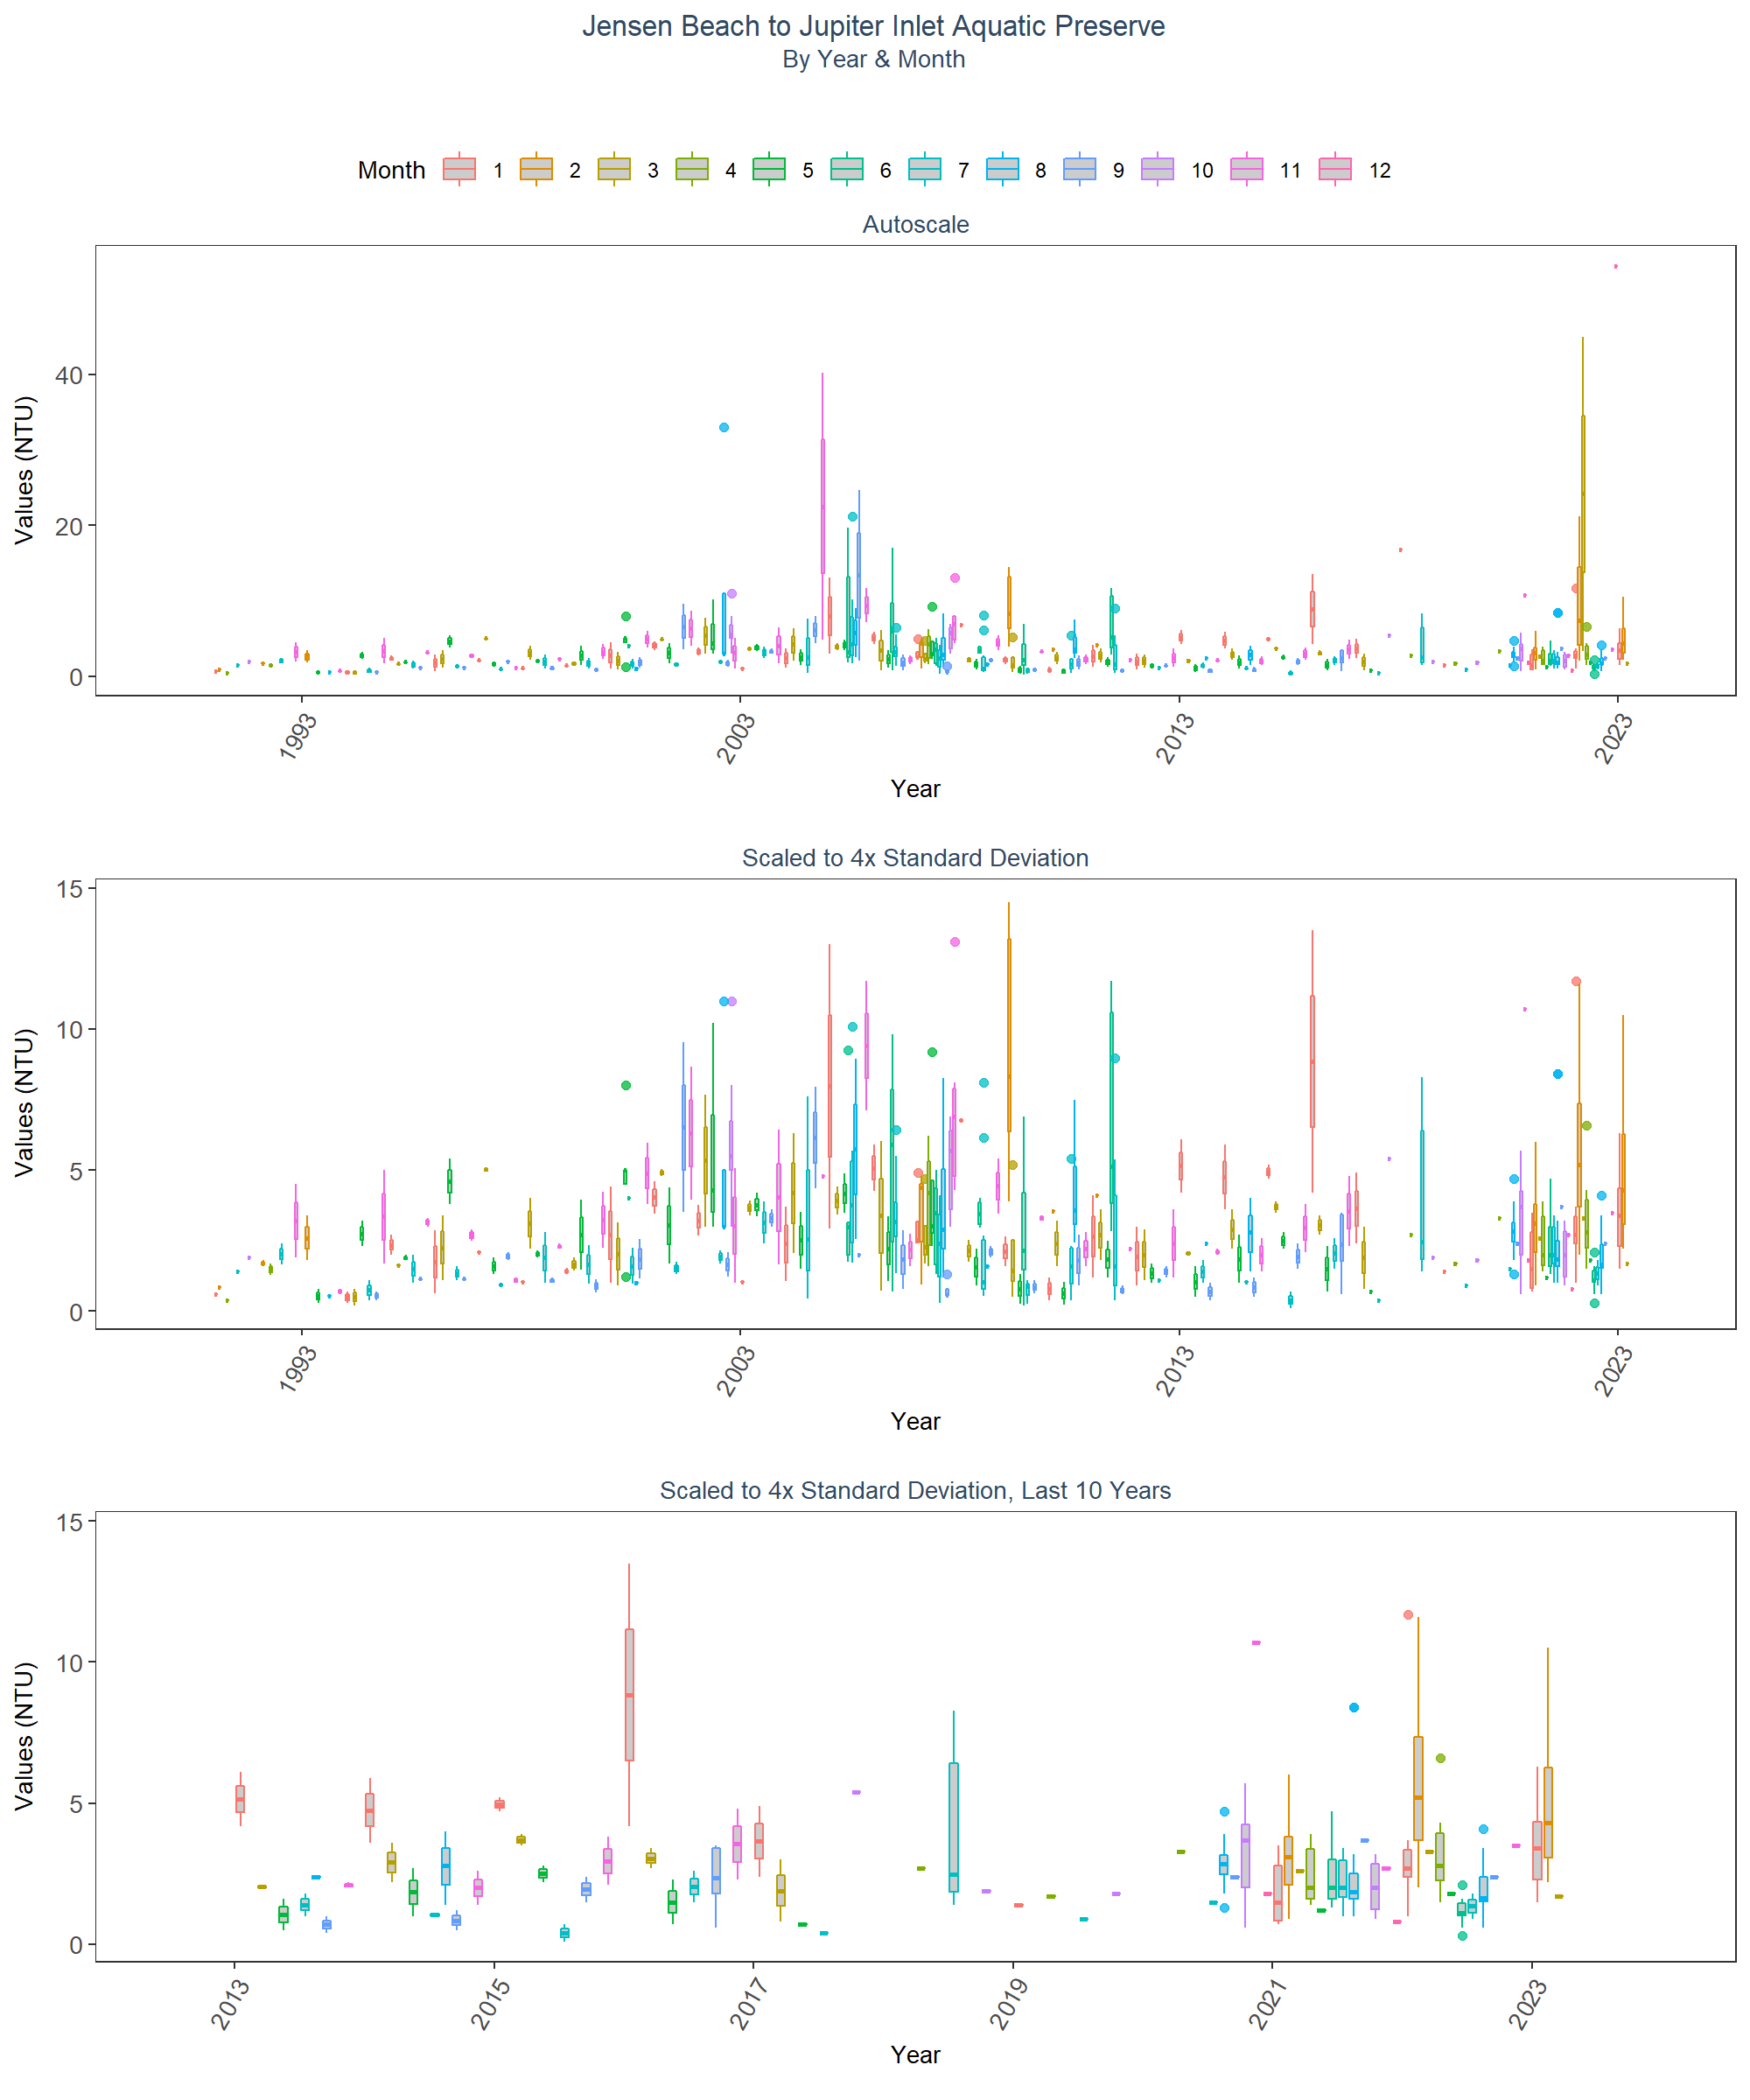 Jensen Beach to Jupiter Inlet Aquatic Preserve
By Year & Month
Month 1 2 3 4 5 6 7 8 9 10 11 12
Autoscale
Values (NTU)
40
20
0
1993 2003 2013 2023
Year
Scaled to 4x Standard Deviation
Values (NTU)
15
10
5
0
1993 2003 2013 2023
Year
Scaled to 4x Standard Deviation, Last 10 Years
Values (NTU)
15
10
5
0
2013 2015 2017 2019 2021 2023
Year